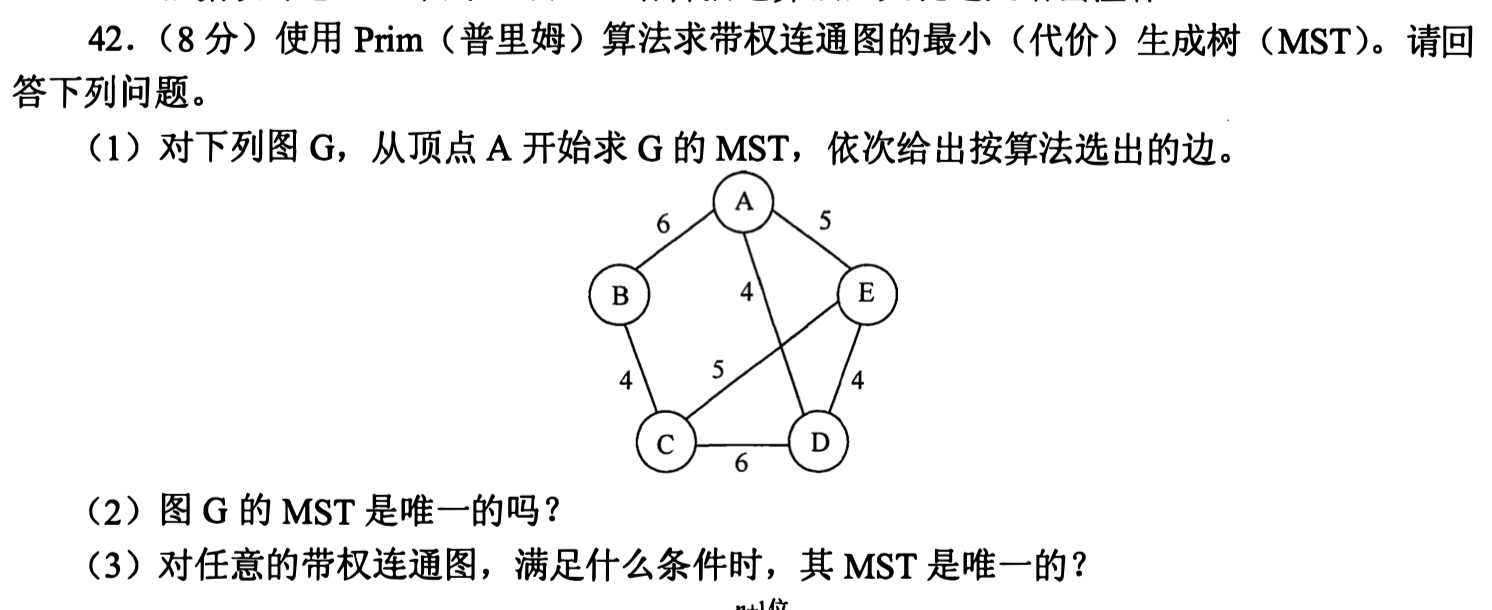 42.（8 分）使用 Prim（普里姆）算法求带权连通图的最小（代价）生成树（MST）。请回
答下列问题。
（1）对下列图 G，从顶点 A 开始求 G 的 MST，依次给出按算法选出的边。
A
6
5
B
4
E
4
5
4
C
D
6
（2）图 G 的 MST 是唯一的吗？
（3）对任意的带权连通图，满足什么条件时，其 MST 是唯一的？
n+1位